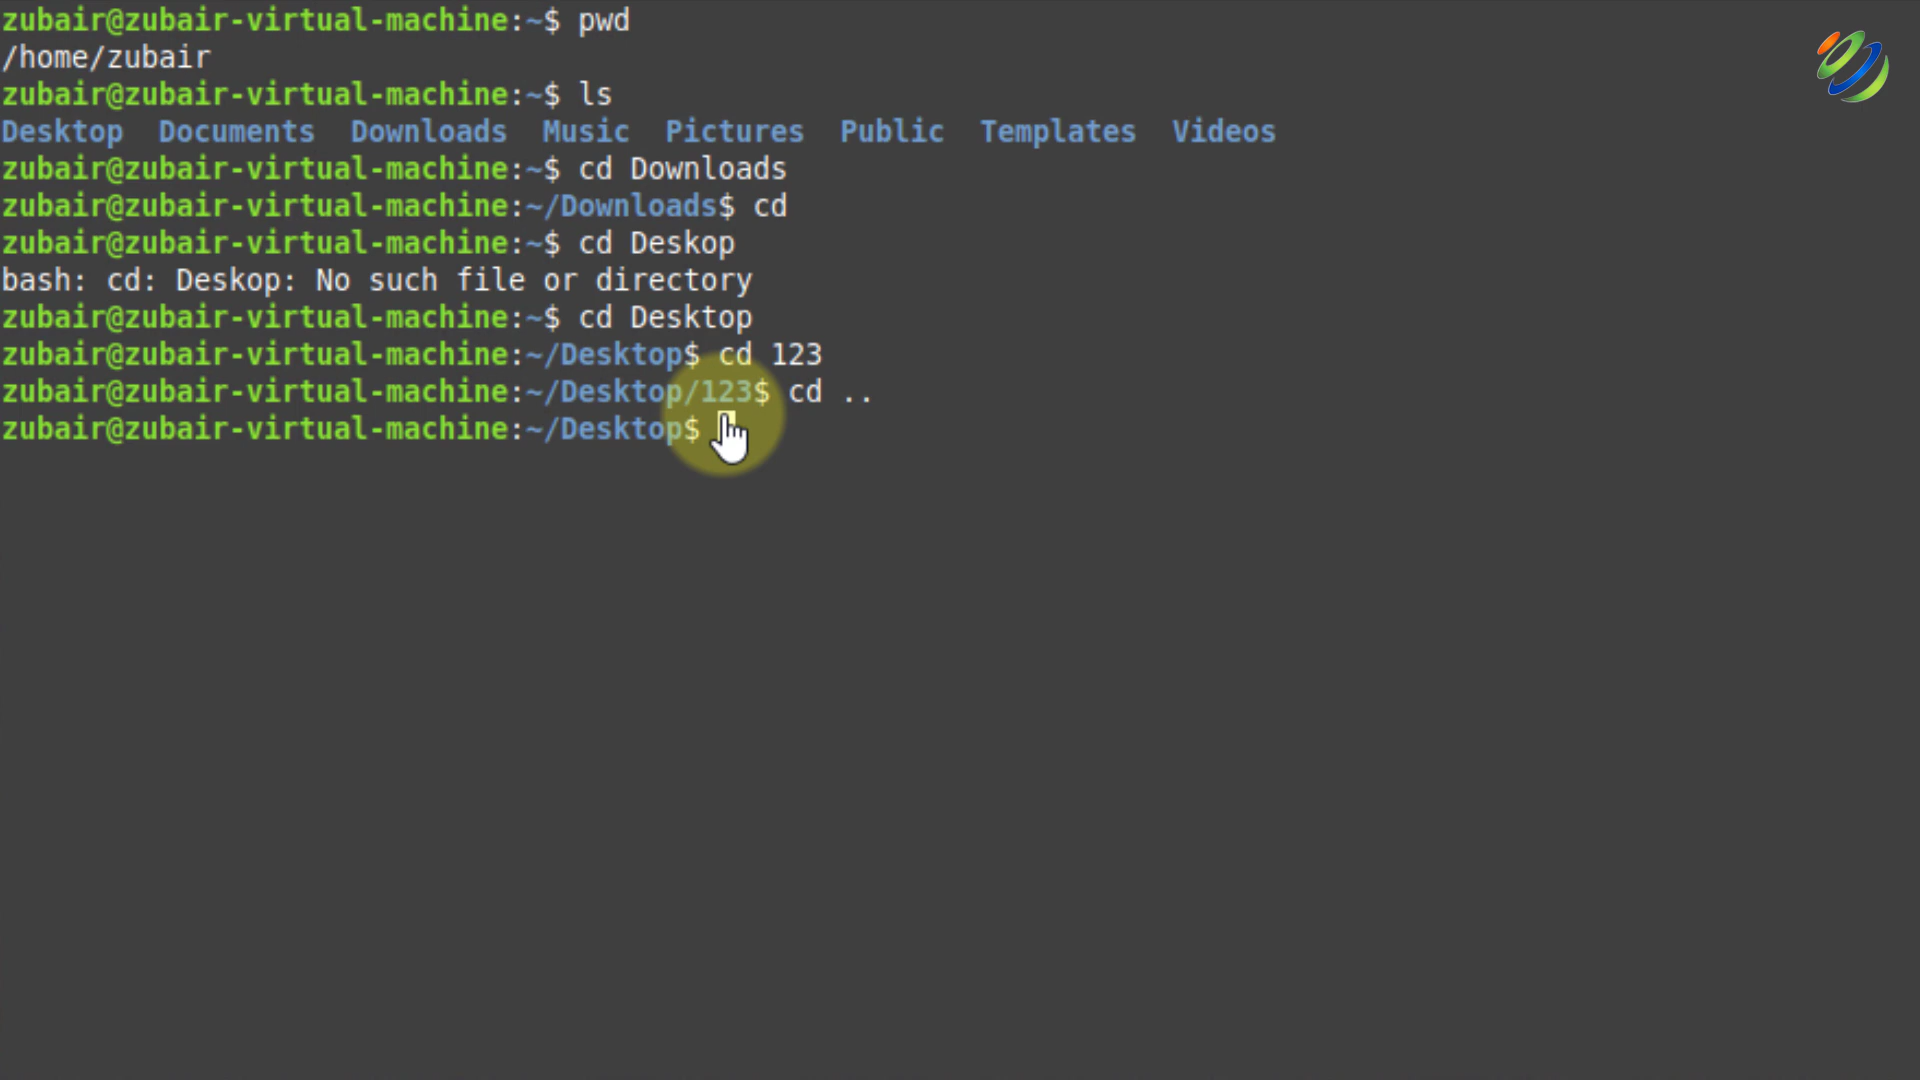 zubair@zubair-virtual-machine:~$ pwd
/home/zubair
zubair@zubair-virtual-machine:~$ ls
Desktop  Documents  Downloads  Music  Pictures  Public  Templates  Videos
zubair@zubair-virtual-machine:~$ cd Downloads
zubair@zubair-virtual-machine:~/Downloads$ cd
zubair@zubair-virtual-machine:~$ cd Deskop
bash: cd: Deskop: No such file or directory
zubair@zubair-virtual-machine:~$ cd Desktop
zubair@zubair-virtual-machine:~/Desktop$ cd 123
zubair@zubair-virtual-machine:~/Desktop/123$ cd ..
zubair@zubair-virtual-machine:~/Desktop$